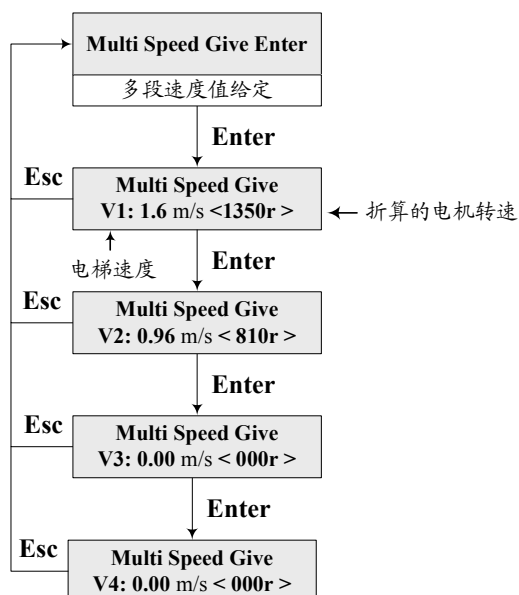 Multi Speed Give Enter
多段速度值给定
Enter
Esc
Multi Speed Give
V1: 1.6 m/s <1350r >
折算的电机转速
电梯速度
Enter
Esc
Multi Speed Give
V2: 0.96 m/s < 810r >
Enter
Esc
Multi Speed Give
V3: 0.00 m/s < 000r >
Enter
Esc
Multi Speed Give
V4: 0.00 m/s < 000r >